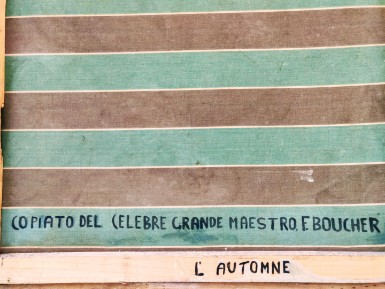 COPIATO DEL CELEBRE GRANDE MAESTRO, F. BOUCHER
L' AUTOMNE